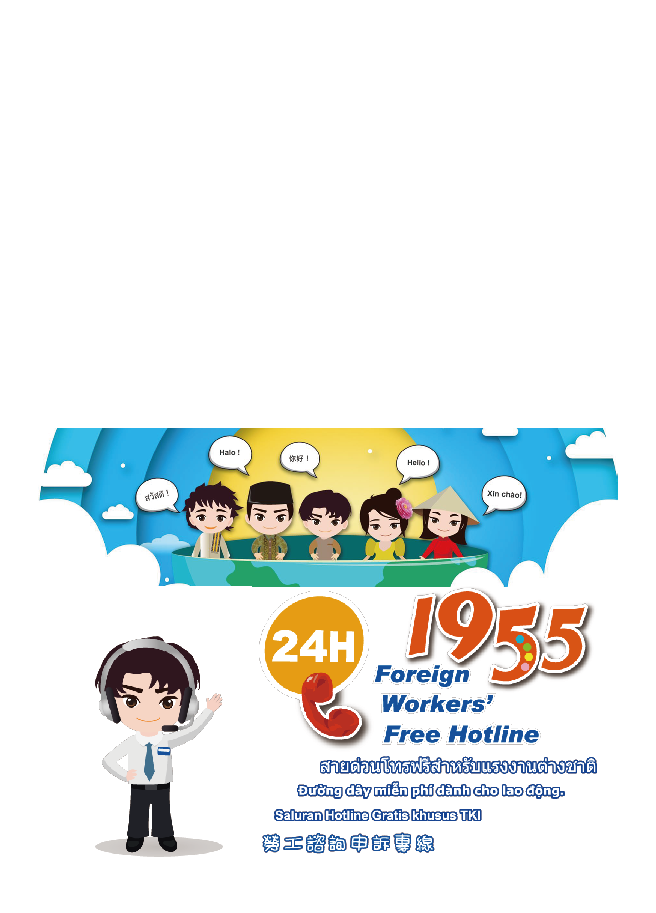 สวัสดี !
Halo !
你好 !
Hello !
Xin chào!
24H
1955
Foreign
Workers'
Free Hotline
สายด่วนโทรฟรีสำหรับแรงงานต่างชาติ
Đường dây miễn phí dành cho lao động.
Saluran Hotline Gratis khusus TKI
勞工諮詢申訴專線